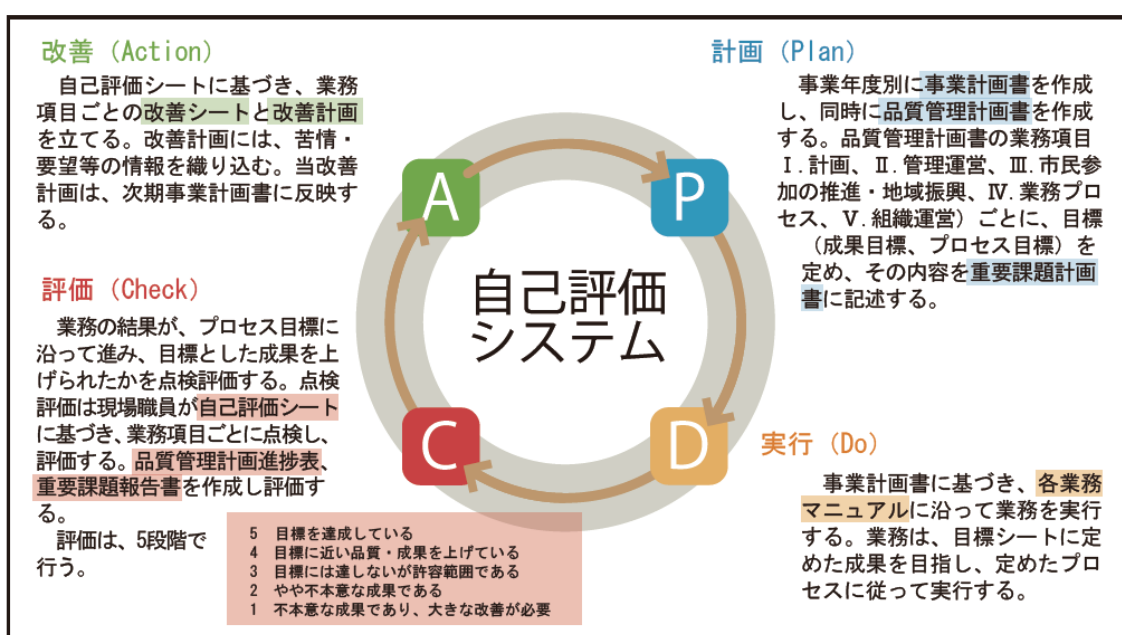 改善（Action）
自己評価シートに基づき、業務
項目ごとの改善シートと改善計画
を立てる。改善計画には、苦情・
要望等の情報を織り込む。当改善
計画は、次期事業計画書に反映す
る。
計画（Plan）
事業年度別に事業計画書を作成
し、同時に品質管理計画書を作成
する。品質管理計画書の業務項目
Ⅰ.計画、Ⅱ.管理運営、Ⅲ.市民参
加の推進・地域振興、Ⅳ.業務プロ
セス、Ⅴ.組織運営）ごとに、目標
（成果目標、プロセス目標）を
定め、その内容を重要課題計画
書に記述する。
A
P
自己評価
システム
C
D
評価（Check）
業務の結果が、プロセス目標に
沿って進み、目標とした成果を上
げられたかを点検評価する。点検
評価は現場職員が自己評価シート
に基づき、業務項目ごとに点検し、
評価する。品質管理計画進捗表、
重要課題報告書を作成し評価す
る。
評価は、5段階で
行う。
5 目標を達成している
4 目標に近い品質・成果を上げている
3 目標には達しないが許容範囲である
2 やや不本意な成果である
1 不本意な成果であり、大きな改善が必要
実行（Do）
事業計画書に基づき、各業務
マニュアルに沿って業務を実行
する。業務は、目標シートに定
めた成果を目指し、定めたプロ
セスに従って実行する。